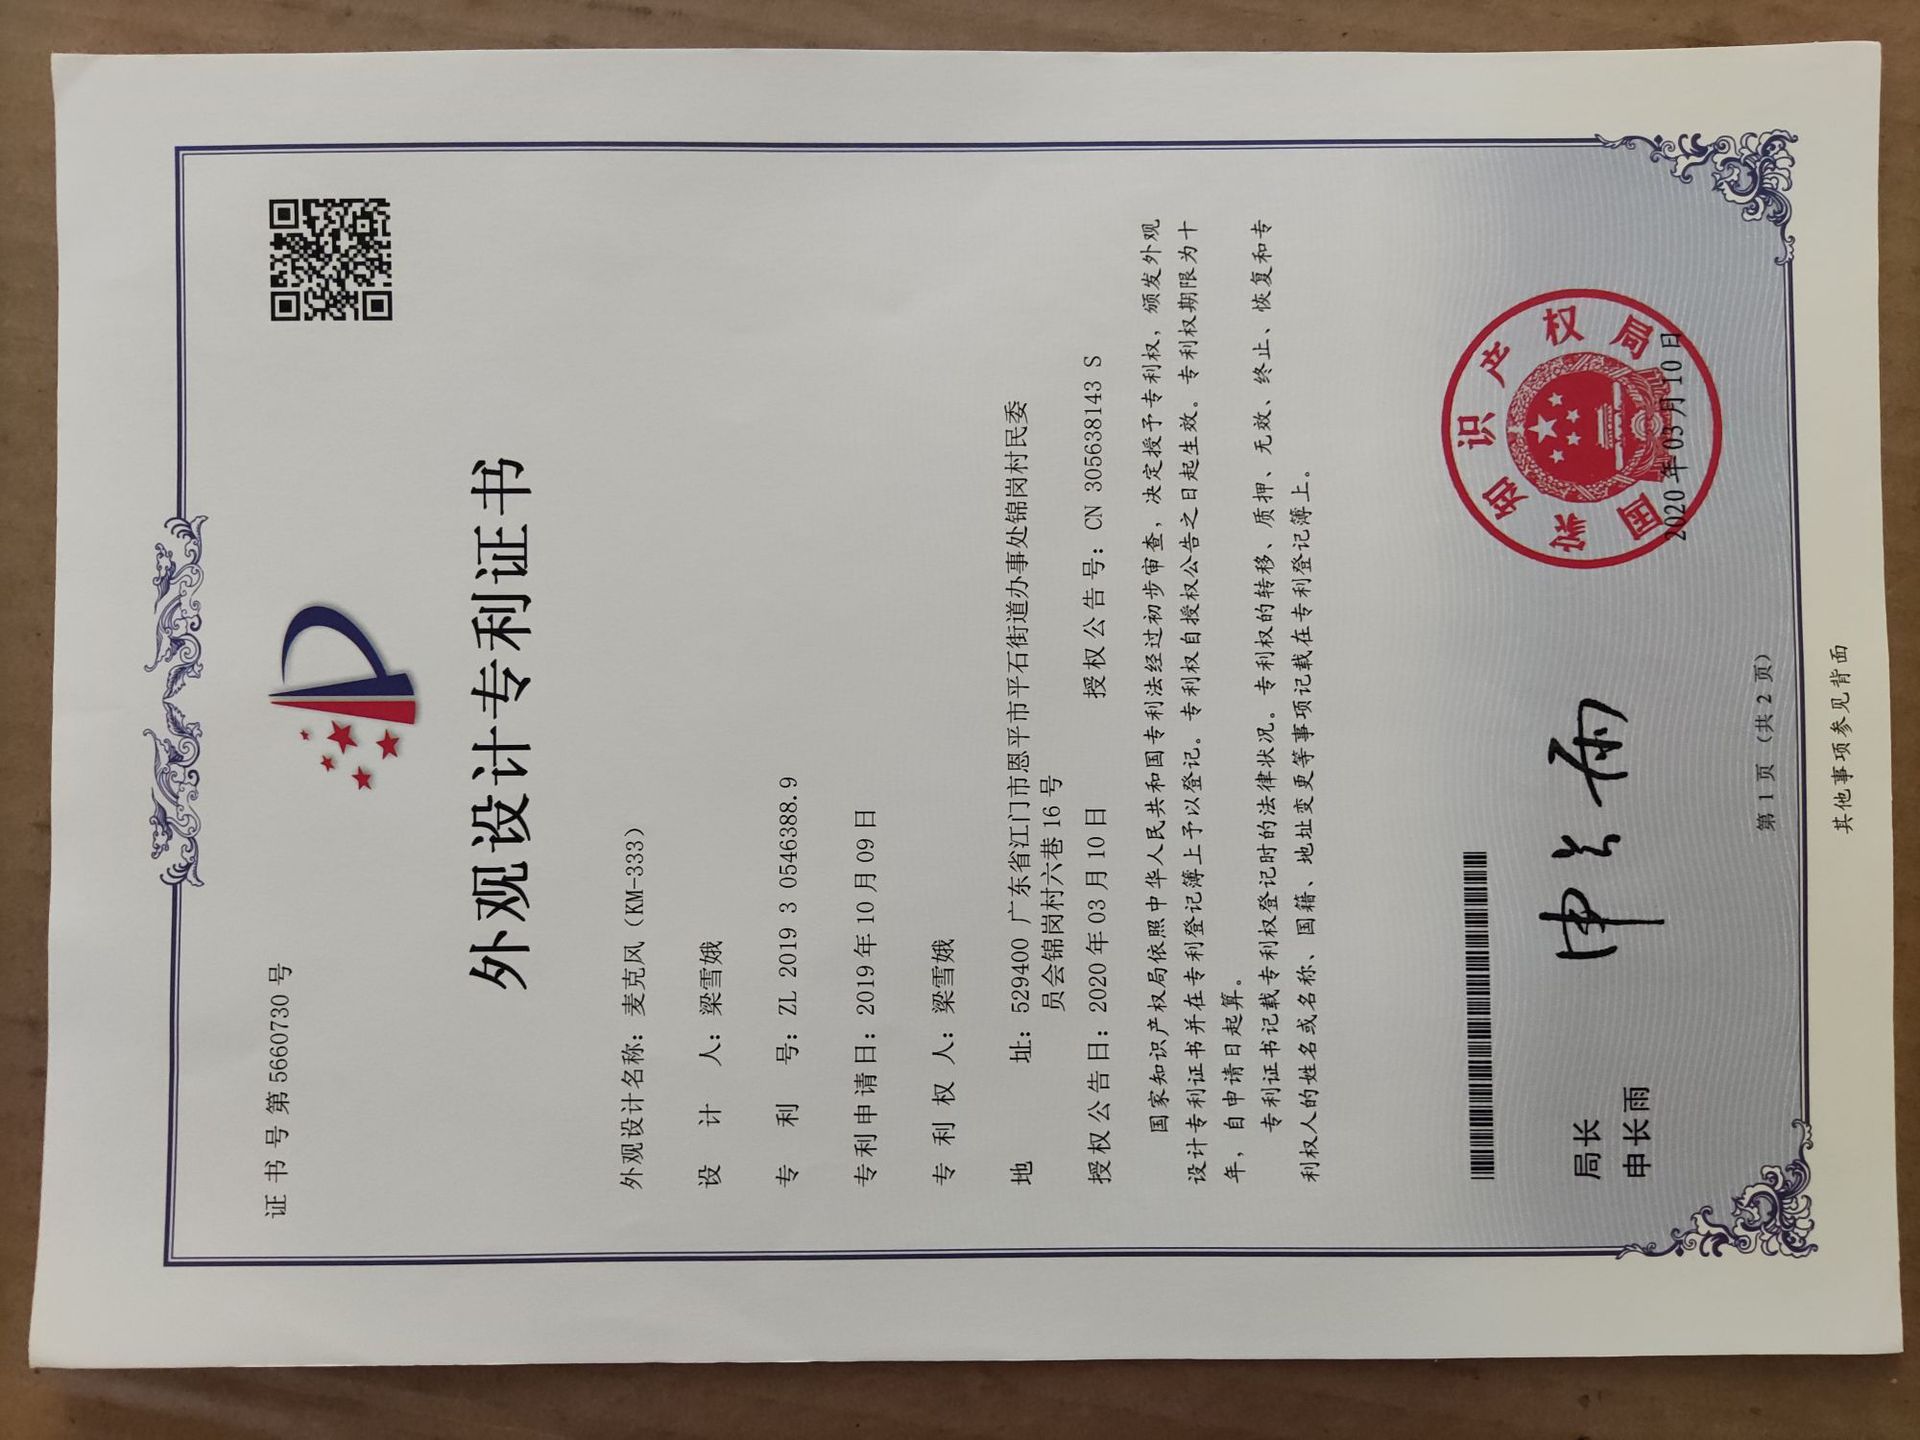 证书号第5660730号
外观设计专利证书
外观设计名称：麦克风（KM-333）
设计人：梁雪娥
专利号：ZL 2019 3 0546388.9
专利申请日：2019年10月09日
专利权人：梁雪娥
地址：529400 广东省江门市恩平市平石街道办事处锦岗村民委
员会锦岗村六巷16号
授权公告日：2020年03月10日 授权公告号：CN 305638143 S
国家知识产权局依照中华人民共和国专利法经过初步审查，决定授予专利权，颁发外观
设计专利证书并在专利登记簿上予以登记。专利权自授权公告之日起生效。专利权期限为十
年，自申请日起算。
专利证书记载专利权登记时的法律状况。专利权的转移、质押、无效、终止、恢复和专
利权人的姓名或名称、国籍、地址变更等事项记载在专利登记簿上。
局长
申长雨
申长雨
国家知识产权局
2020年03月10日
第 1 页（共 2 页）
其他事项参见背面